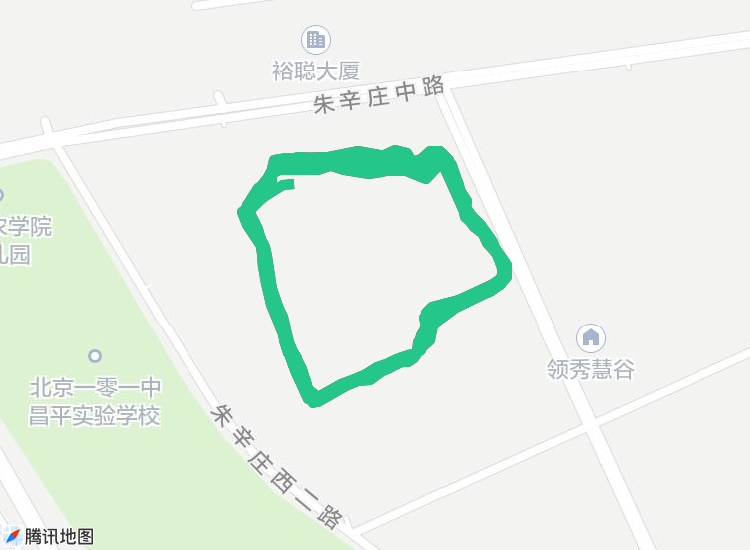 裕聪大厦
朱辛庄中路
农学院
儿园
领秀慧谷
北京一零一中
昌平实验学校
朱辛庄西二路
腾讯地图